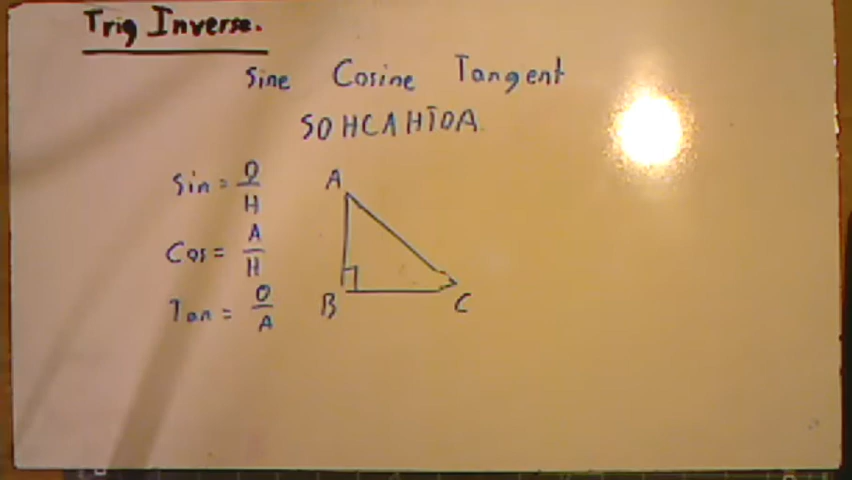 Trig Inverse.
Sine Cosine Tangent
SOHCAHTOA
Sin = O/H
A
Cos = A/H
B C
Tan = O/A